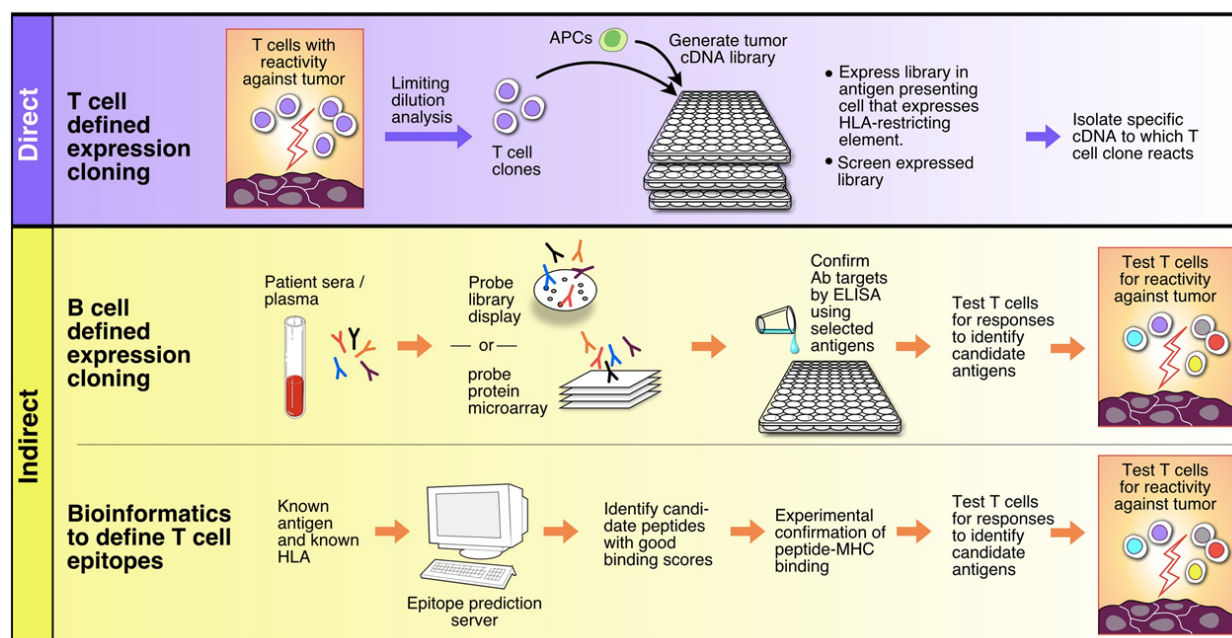 Direct
T cell
defined
expression
cloning
T cells with
reactivity
against tumor
Limiting
dilution
analysis
T cell
clones
APCs
Generate tumor
cDNA library
• Express library in
antigen presenting
cell that expresses
HLA-restricting
element.
• Screen expressed
library
Isolate specific
cDNA to which T
cell clone reacts
Indirect
B cell
defined
expression
cloning
Patient sera /
plasma
Probe
library
display
or
probe
protein
microarray
Confirm
Ab targets
by ELISA
using
selected
antigens
Test T cells
for responses
to identify
candidate
antigens
Test T cells
for reactivity
against tumor
Bioinformatics
to define T cell
epitopes
Known
antigen
and known
HLA
Epitope prediction
server
Identify candi-
date peptides
with good
binding scores
Experimental
confirmation of
peptide-MHC
binding
Test T cells
for responses
to identify
candidate
antigens
Test T cells
for reactivity
against tumor